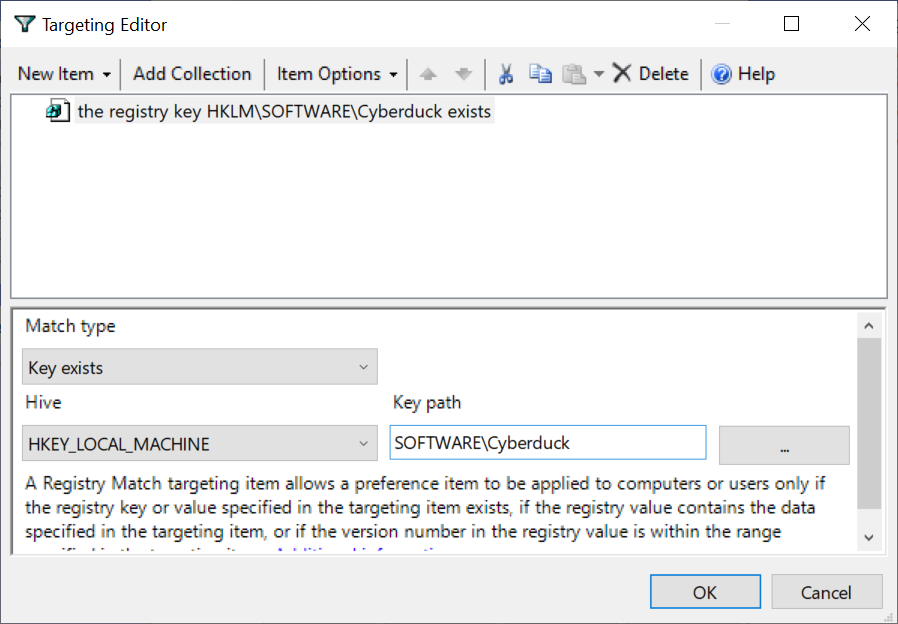 Targeting Editor
New Item Add Collection Item Options Delete Help
the registry key HKLM\SOFTWARE\Cyberduck exists
Match type
Key exists
Hive Key path
HKEY_LOCAL_MACHINE SOFTWARE\Cyberduck ...
A Registry Match targeting item allows a preference item to be applied to computers or users only if
the registry key or value specified in the targeting item exists, if the registry value contains the data
specified in the targeting item, or if the version number in the registry value is within the range
OK Cancel